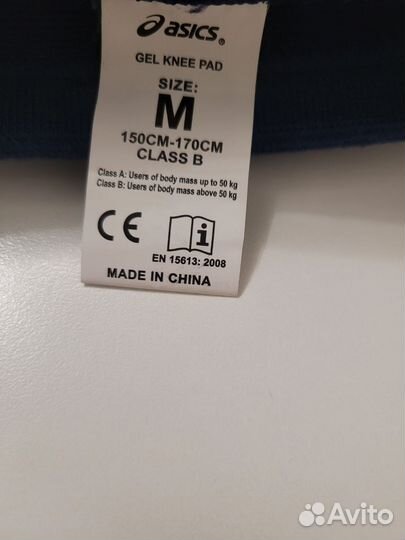 asics®
GEL KNEE PAD
SIZE:
M
150CM-170CM
CLASS B
Class A: Users of body mass up to 50 kg
Class B: Users of body mass above 50 kg
CE
i
EN 15613: 2008
MADE IN CHINA
Avito